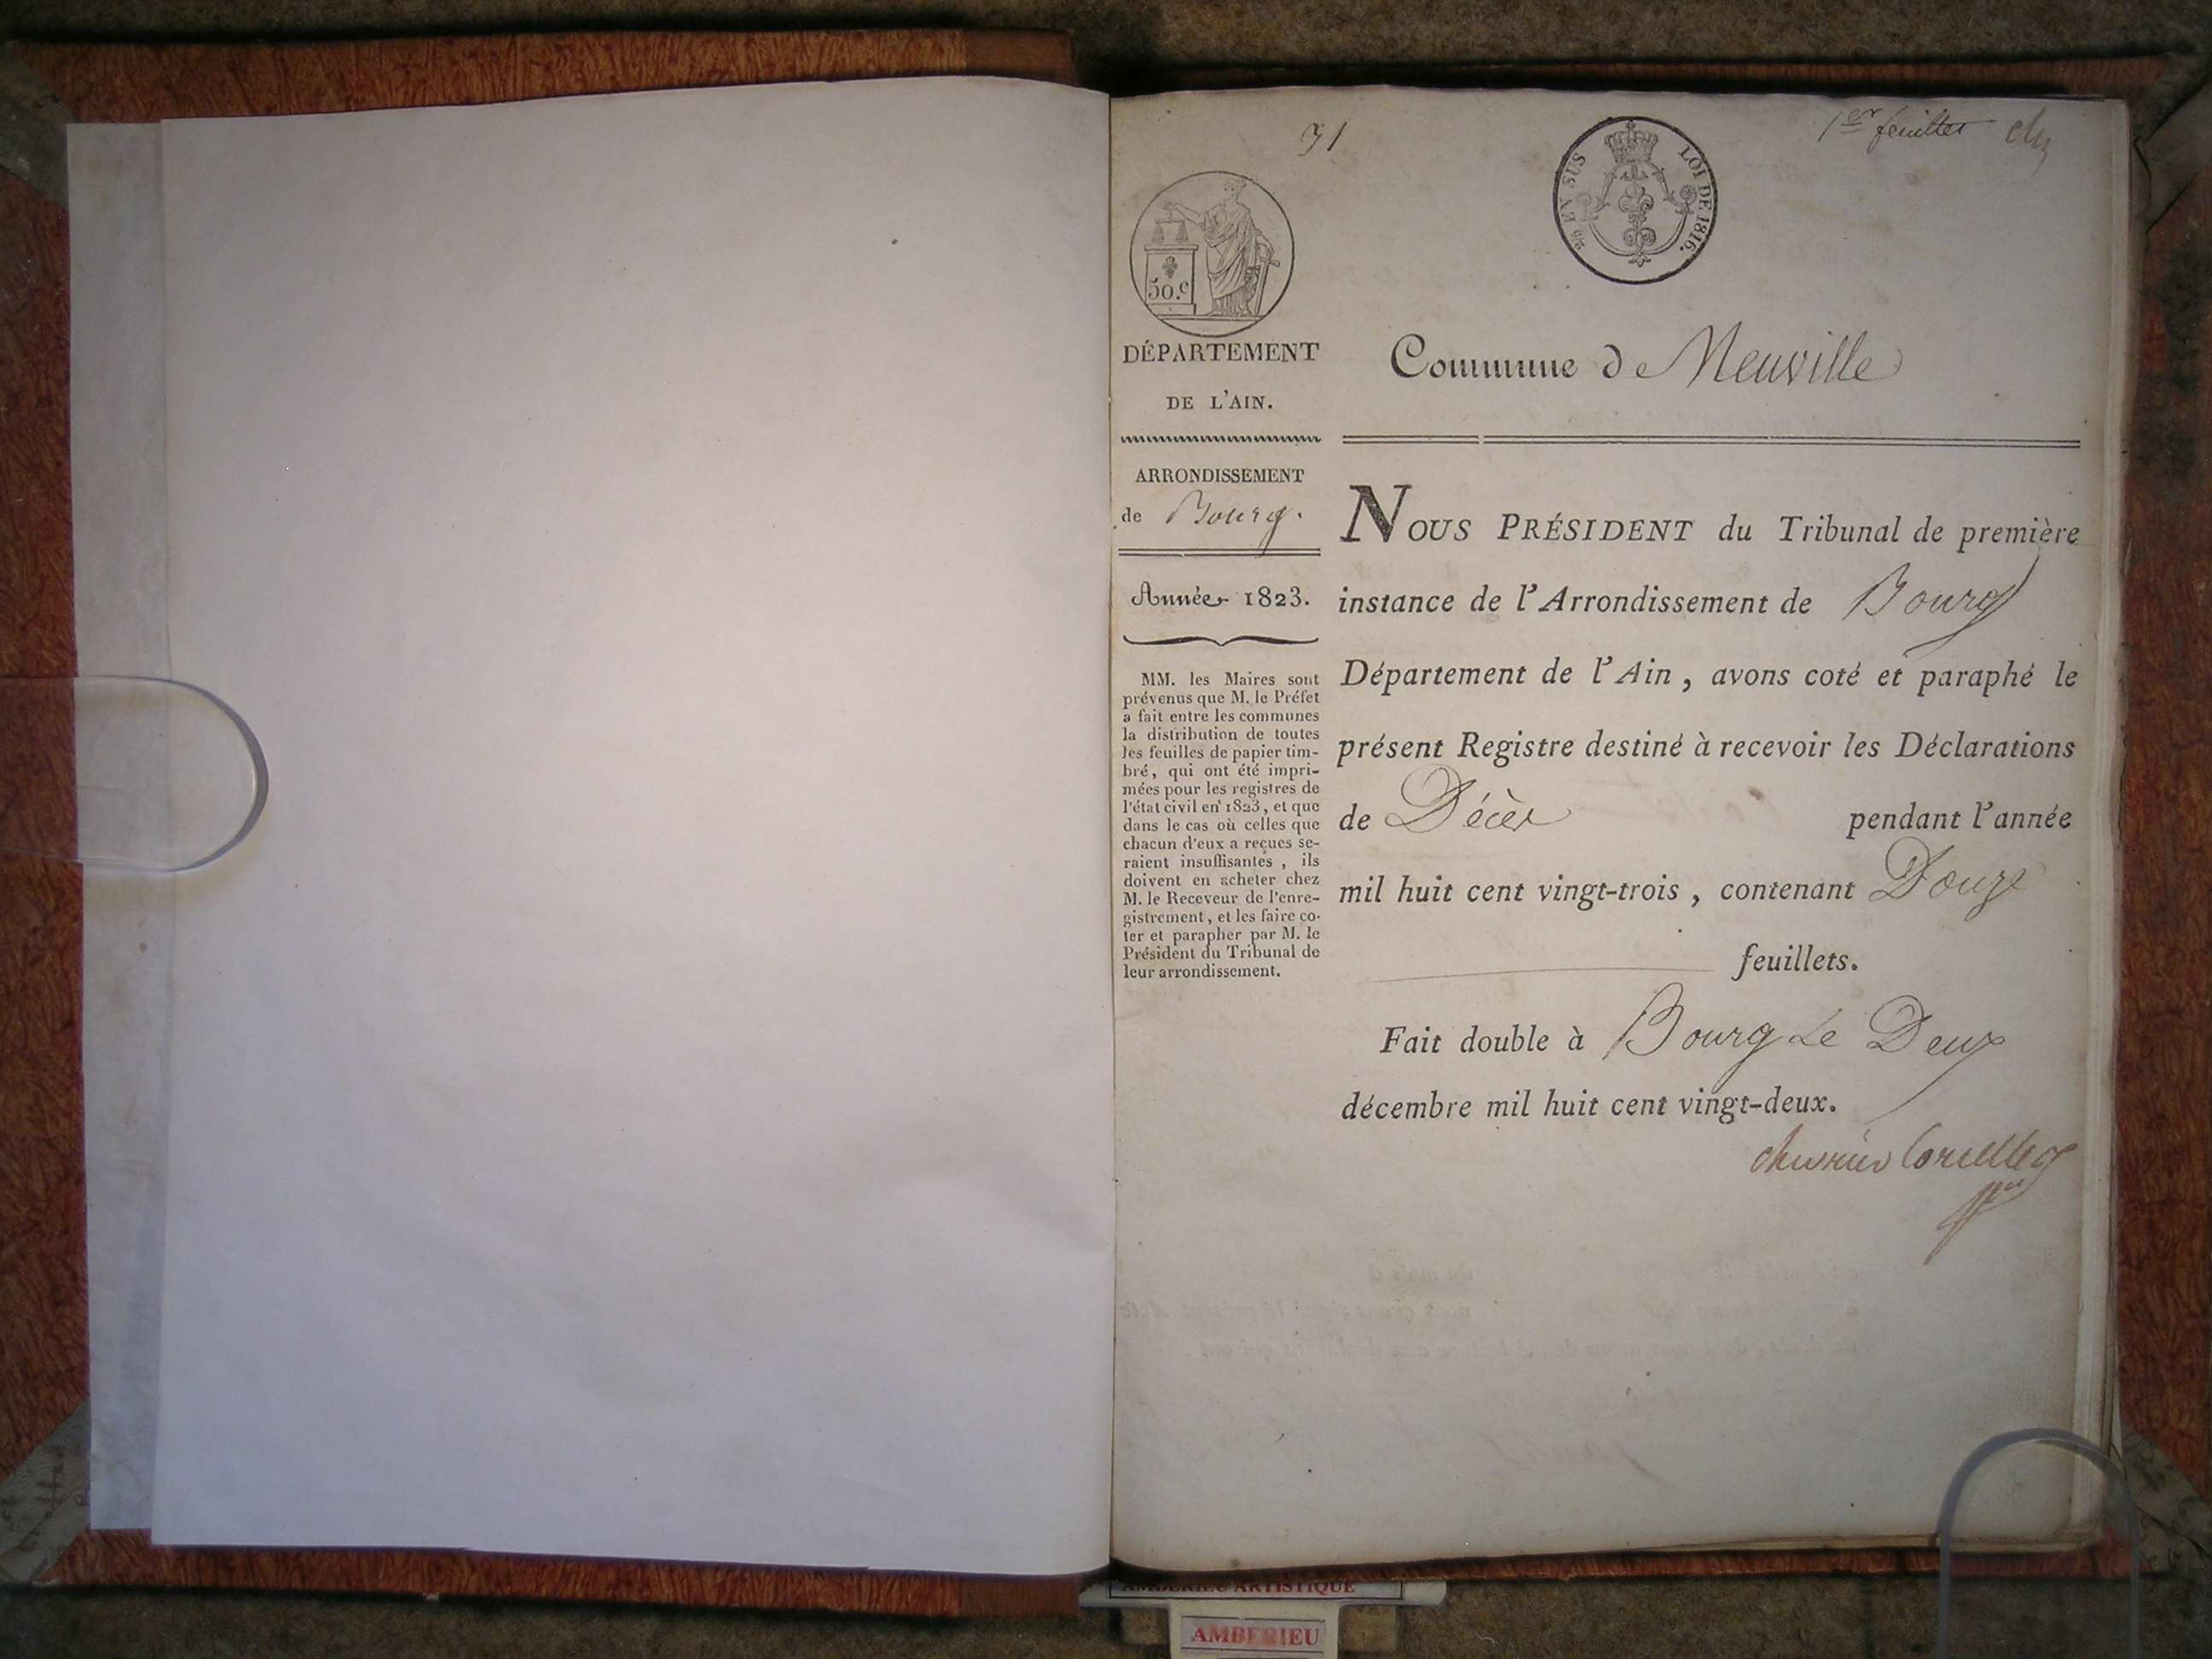 91
1er feuillet
5/2 EN SUS LOI DE 1816.
50.c
DÉPARTEMENT
DE L'AIN.
ARRONDISSEMENT
de Bourg.
Année 1823.
MM. les Maires sont
prévenus que M. le Préfet
a fait entre les communes
la distribution de toutes
les feuilles de papier tim-
bré, qui ont été impri-
mées pour les registres de
l'état civil en 1823, et que
dans le cas où celles que
chacun d'eux a reçues se-
raient insuffisantes, ils
doivent en acheter chez
M. le Receveur de l'enre-
gistrement, et les faire co-
ter et parapher par M. le
Président du Tribunal de
leur arrondissement.
Commune de Neuville
NOUS PRÉSIDENT du Tribunal de première
instance de l'Arrondissement de Bourg
Département de l'Ain, avons coté et paraphé le
présent Registre destiné à recevoir les Déclarations
de Décès pendant l'année
mil huit cent vingt-trois, contenant Douze
feuillets.
Fait double à Bourg Le Deux
décembre mil huit cent vingt-deux.
AMBERIEU ARTISTIQUE
AMBERIEU